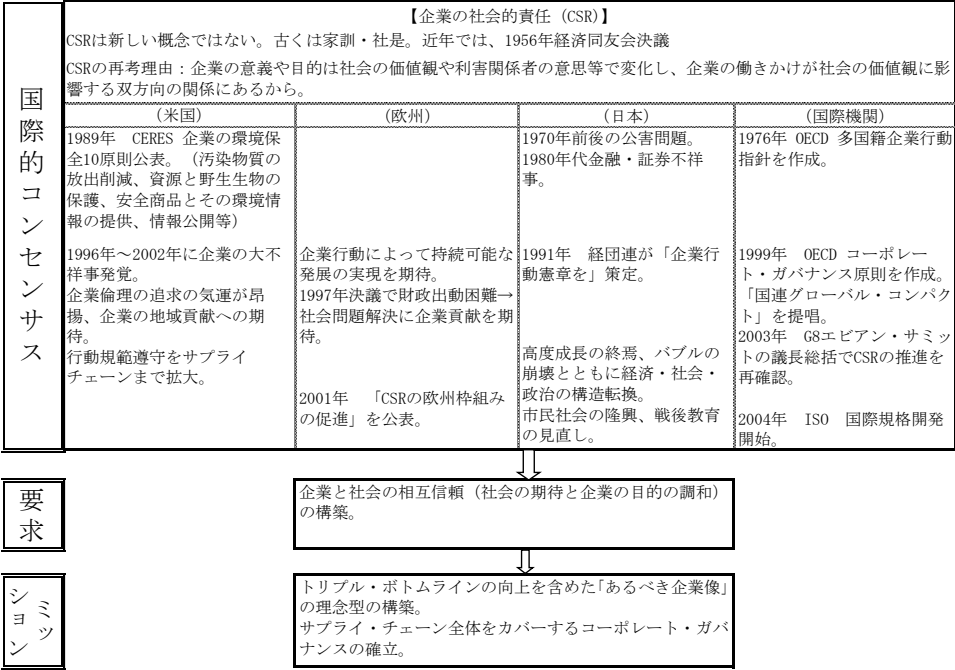 国際的コンセンサス
【企業の社会的責任（CSR）】
CSRは新しい概念ではない。古くは家訓・社是。近年では、1956年経済同友会決議
CSRの再考理由：企業の意義や目的は社会の価値観や利害関係者の意思等で変化し、企業の働きかけが社会の価値観に影
響する双方向の関係にあるから。
（米国）
1989年　CERES 企業の環境保
全10原則公表。（汚染物質の
放出削減、資源と野生生物の
保護、安全商品とその環境情
報の提供、情報公開等）
1996年～2002年に企業の大不
祥事発覚。
企業倫理の追求の気運が昂
揚、企業の地域貢献への期
待。
行動規範遵守をサプライ
チェーンまで拡大。
（欧州）
企業行動によって持続可能な
発展の実現を期待。
1997年決議で財政出動困難→
社会問題解決に企業貢献を期
待。
2001年　「CSRの欧州枠組み
の促進」を公表。
（日本）
1970年前後の公害問題。
1980年代金融・証券不祥
事。
1991年　経団連が「企業行
動憲章を」策定。
高度成長の終焉、バブルの
崩壊とともに経済・社会・
政治の構造転換。
市民社会の隆興、戦後教育
の見直し。
（国際機関）
1976年 OECD 多国籍企業行動
指針を作成。
1999年　OECD コーポレー
ト・ガバナンス原則を作成。
「国連グローバル・コンパク
ト」を提唱。
2003年　G8エビアン・サミッ
トの議長総括でCSRの推進を
再確認。
2004年　ISO　国際規格開発
開始。
要求
企業と社会の相互信頼（社会の期待と企業の目的の調和）
の構築。
ミッ
ション
トリプル・ボトムラインの向上を含めた「あるべき企業像」
の理念型の構築。
サプライ・チェーン全体をカバーするコーポレート・ガバ
ナンスの確立。